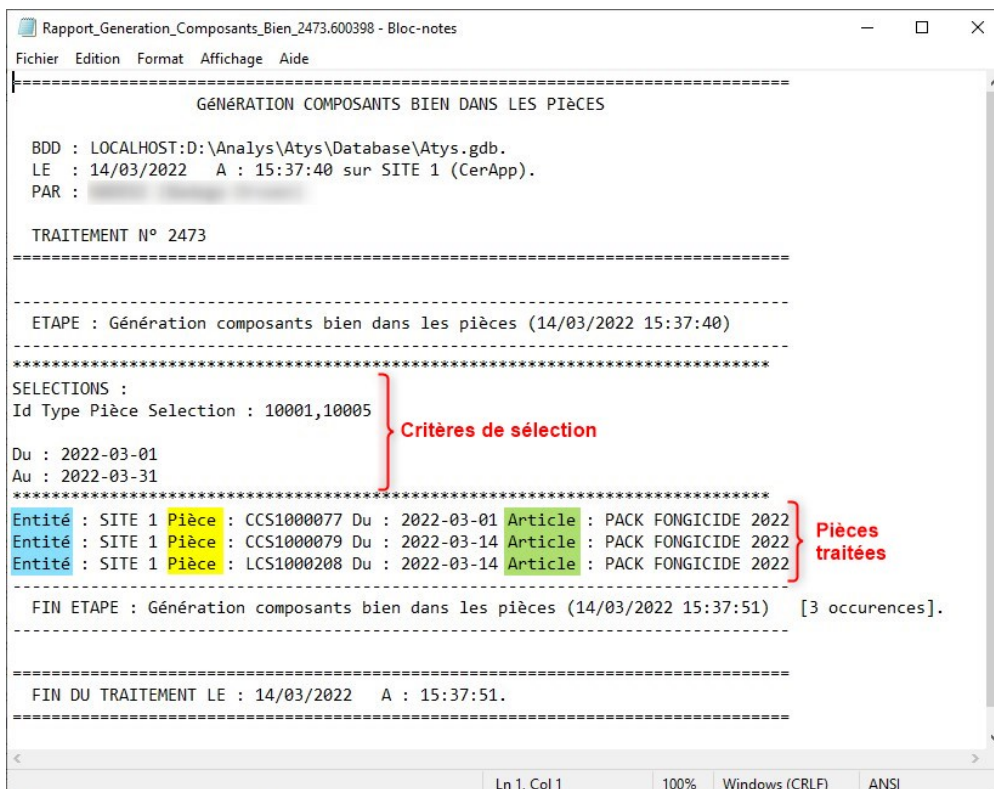 Rapport_Generation_Composants_Bien_2473.600398 - Bloc-notes
Fichier Edition Format Affichage Aide
================================================================================
GéNéRATION COMPOSANTS BIEN DANS LES PIèCES
BDD : LOCALHOST:D:\Analys\Atys\Database\Atys.gdb.
LE : 14/03/2022 A : 15:37:40 sur SITE 1 (CerApp).
PAR :
TRAITEMENT N° 2473
================================================================================
--------------------------------------------------------------------------------
ETAPE : Génération composants bien dans les pièces (14/03/2022 15:37:40)
--------------------------------------------------------------------------------
******************************************************************************
SELECTIONS :
Id Type Pièce Selection : 10001,10005
Critères de sélection
Du : 2022-03-01
Au : 2022-03-31
******************************************************************************
Entité : SITE 1 Pièce : CCS1000077 Du : 2022-03-01 Article : PACK FONGICIDE 2022
Entité : SITE 1 Pièce : CCS1000079 Du : 2022-03-14 Article : PACK FONGICIDE 2022
Entité : SITE 1 Pièce : LCS1000208 Du : 2022-03-14 Article : PACK FONGICIDE 2022
Pièces
traitées
--------------------------------------------------------------------------------
FIN ETAPE : Génération composants bien dans les pièces (14/03/2022 15:37:51) [3 occurences].
--------------------------------------------------------------------------------
================================================================================
FIN DU TRAITEMENT LE : 14/03/2022 A : 15:37:51.
================================================================================
Ln 1, Col 1 100% Windows (CRLF) ANSI